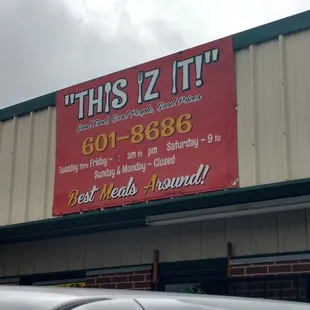 "THIS IZ IT!"
Good Food, Good People, Good Prices
601-8686
Tuesday thru Friday - : am to pm Saturday - 9 to
Sunday & Monday - Closed
Best Meals Around!